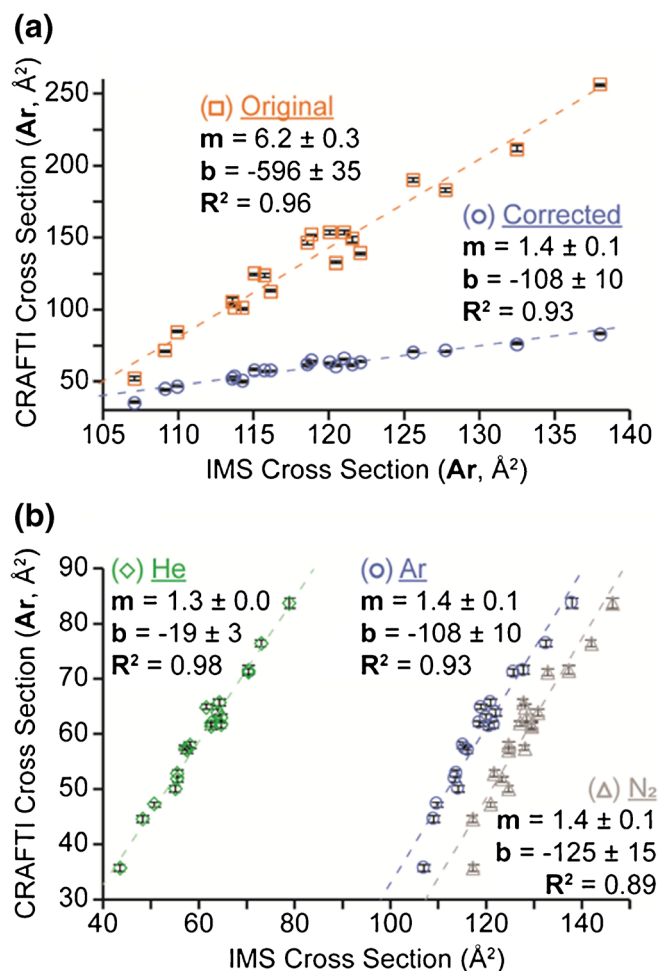 (a)
CRAFTI Cross Section (Ar, Å²)
250
200
150
100
50
(□) Original
m = 6.2 ± 0.3
b = -596 ± 35
R² = 0.96
(○) Corrected
m = 1.4 ± 0.1
b = -108 ± 10
R² = 0.93
105 110 115 120 125 130 135 140
IMS Cross Section (Ar, Å²)
(b)
CRAFTI Cross Section (Ar, Å²)
90
80
70
60
50
40
30
(◇) He
m = 1.3 ± 0.0
b = -19 ± 3
R² = 0.98
(○) Ar
m = 1.4 ± 0.1
b = -108 ± 10
R² = 0.93
(△) N₂
m = 1.4 ± 0.1
b = -125 ± 15
R² = 0.89
40 60 80 100 120 140
IMS Cross Section (Å²)